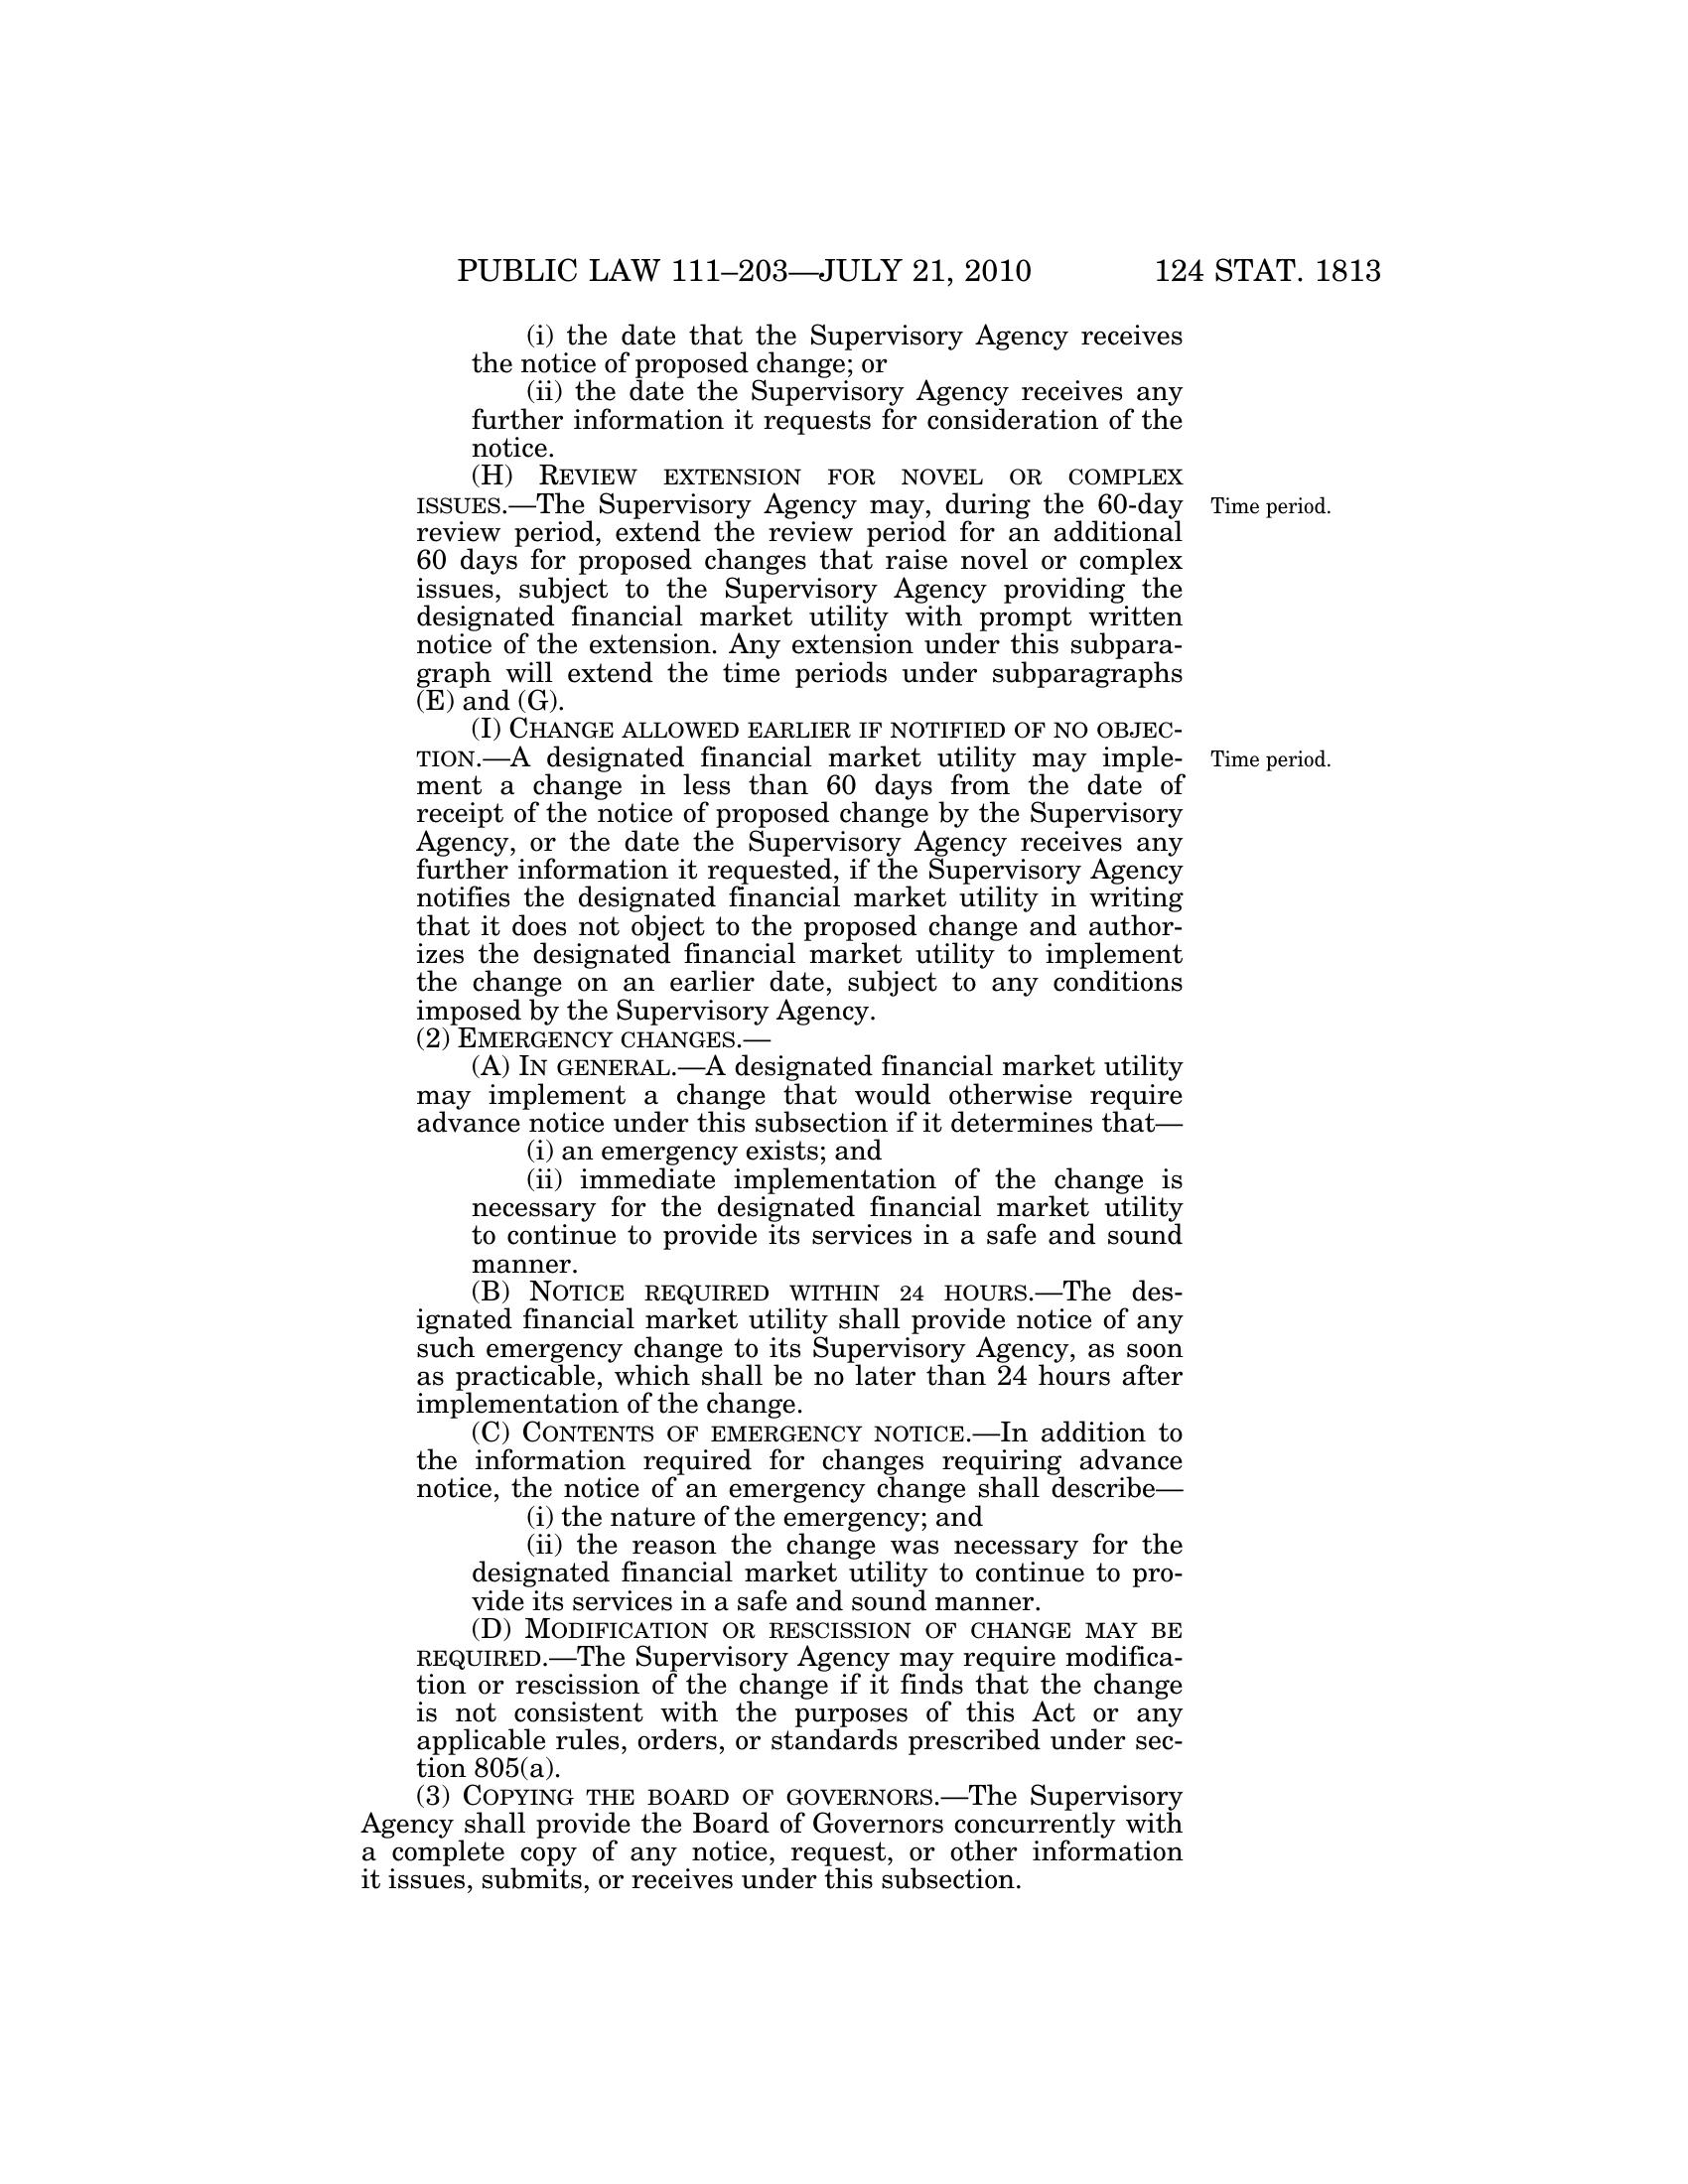 PUBLIC LAW 111–203—JULY 21, 2010 124 STAT. 1813
(i) the date that the Supervisory Agency receives
the notice of proposed change; or
(ii) the date the Supervisory Agency receives any
further information it requests for consideration of the
notice.
(H) REVIEW EXTENSION FOR NOVEL OR COMPLEX
ISSUES.—The Supervisory Agency may, during the 60-day
Time period.
review period, extend the review period for an additional
60 days for proposed changes that raise novel or complex
issues, subject to the Supervisory Agency providing the
designated financial market utility with prompt written
notice of the extension. Any extension under this subpara-
graph will extend the time periods under subparagraphs
(E) and (G).
(I) CHANGE ALLOWED EARLIER IF NOTIFIED OF NO OBJEC-
TION.—A designated financial market utility may imple-
Time period.
ment a change in less than 60 days from the date of
receipt of the notice of proposed change by the Supervisory
Agency, or the date the Supervisory Agency receives any
further information it requested, if the Supervisory Agency
notifies the designated financial market utility in writing
that it does not object to the proposed change and author-
izes the designated financial market utility to implement
the change on an earlier date, subject to any conditions
imposed by the Supervisory Agency.
(2) EMERGENCY CHANGES.—
(A) IN GENERAL.—A designated financial market utility
may implement a change that would otherwise require
advance notice under this subsection if it determines that—
(i) an emergency exists; and
(ii) immediate implementation of the change is
necessary for the designated financial market utility
to continue to provide its services in a safe and sound
manner.
(B) NOTICE REQUIRED WITHIN 24 HOURS.—The des-
ignated financial market utility shall provide notice of any
such emergency change to its Supervisory Agency, as soon
as practicable, which shall be no later than 24 hours after
implementation of the change.
(C) CONTENTS OF EMERGENCY NOTICE.—In addition to
the information required for changes requiring advance
notice, the notice of an emergency change shall describe—
(i) the nature of the emergency; and
(ii) the reason the change was necessary for the
designated financial market utility to continue to pro-
vide its services in a safe and sound manner.
(D) MODIFICATION OR RESCISSION OF CHANGE MAY BE
REQUIRED.—The Supervisory Agency may require modifica-
tion or rescission of the change if it finds that the change
is not consistent with the purposes of this Act or any
applicable rules, orders, or standards prescribed under sec-
tion 805(a).
(3) COPYING THE BOARD OF GOVERNORS.—The Supervisory
Agency shall provide the Board of Governors concurrently with
a complete copy of any notice, request, or other information
it issues, submits, or receives under this subsection.